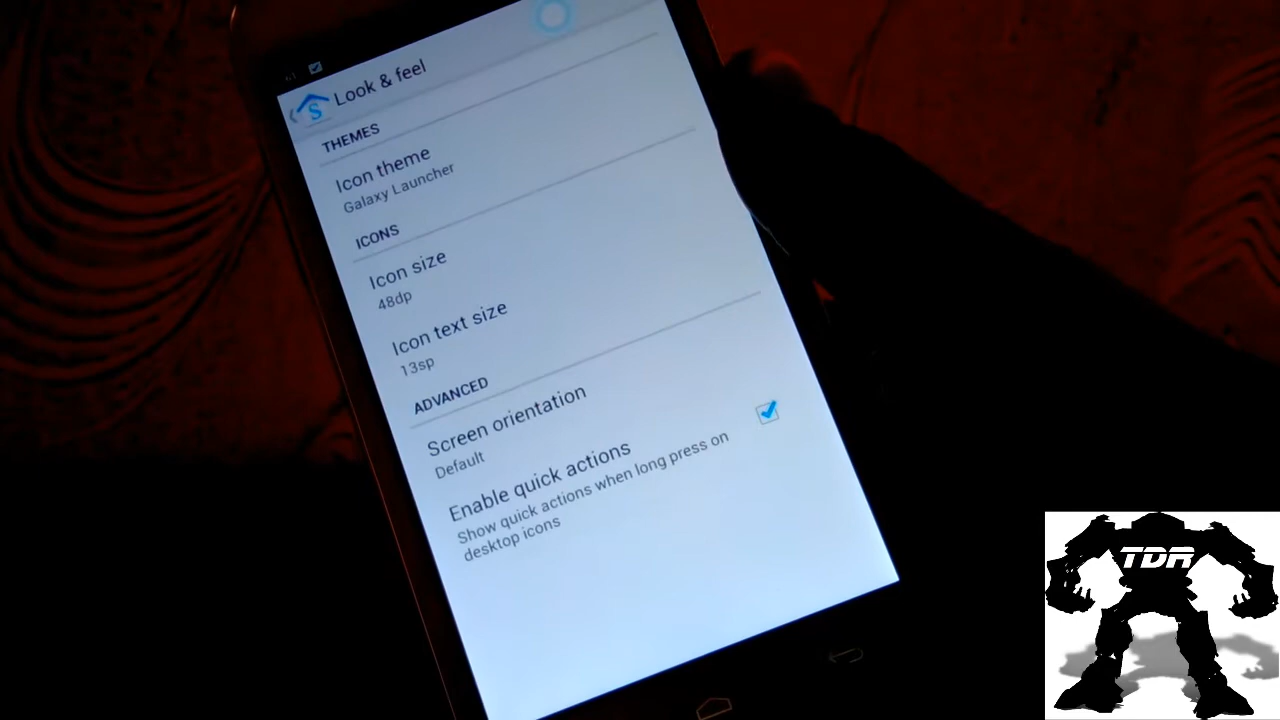 Look & feel
THEMES
Icon theme
Galaxy Launcher
ICONS
Icon size
48dp
Icon text size
13sp
ADVANCED
Screen orientation
Default
Enable quick actions
Show quick actions when long press on
desktop icons
TDR